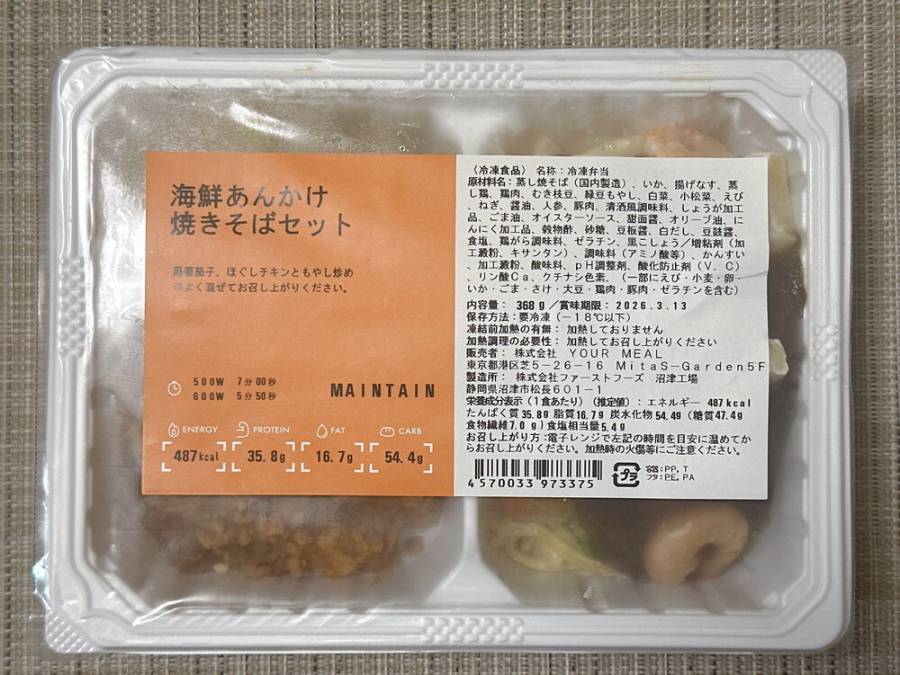 海鮮あんかけ
焼きそばセット
麻婆茄子、ほぐしチキンともやし炒め
よく混ぜてお召し上がりください。
500W 7分00秒
600W 5分50秒
MAINTAIN
ENERGY PROTEIN FAT CARB
487kcal 35.8g 16.7g 54.4g
〈冷凍食品〉 名称：冷凍弁当
原材料名：蒸し焼そば（国内製造）、いか、揚げなす、蒸
し鶏、鶏肉、むき枝豆、緑豆もやし、白菜、小松菜、えび
、ねぎ、醤油、人参、豚肉、清酒風調味料、しょうが加工
品、ごま油、オイスターソース、甜面醤、オリーブ油、に
んにく加工品、穀物酢、砂糖、豆板醤、白だし、豆鼓醤、
食塩、鶏がら調味料、ゼラチン、黒こしょう／増粘剤（加
工澱粉、キサンタン）、調味料（アミノ酸等）、かんすい、
加工澱粉、酸味料、ｐＨ調整剤、酸化防止剤（Ｖ．Ｃ）
、リン酸Ca、クチナシ色素、（一部にえび・小麦・卵・
いか・ごま・さけ・大豆・鶏肉・豚肉・ゼラチンを含む）
内容量： 368g／賞味期限：2026.3.13
保存方法：要冷凍（－18℃以下）
凍結前加熱の有無：加熱しておりません
加熱調理の必要性：加熱してお召し上がりください
販売者： 株式会社 YOUR MEAL
東京都港区芝5－26－16 MitaS－Garden5F
製造所： 株式会社ファーストフーズ 沼津工場
静岡県沼津市松長601－1
栄養成分表示（1食あたり）（推定値）：エネルギー 487kcal
たんぱく質35.8g 脂質16.7g 炭水化物54.4g（糖質47.4g
食物繊維7.0g）食塩相当量5.4g
お召し上がり方：電子レンジで左記の時間を目安に温めてか
らお召し上がりください。加熱時の火傷等にご注意ください。
4570033973375
プラ
容器：PP, T
フタ：PE, PA